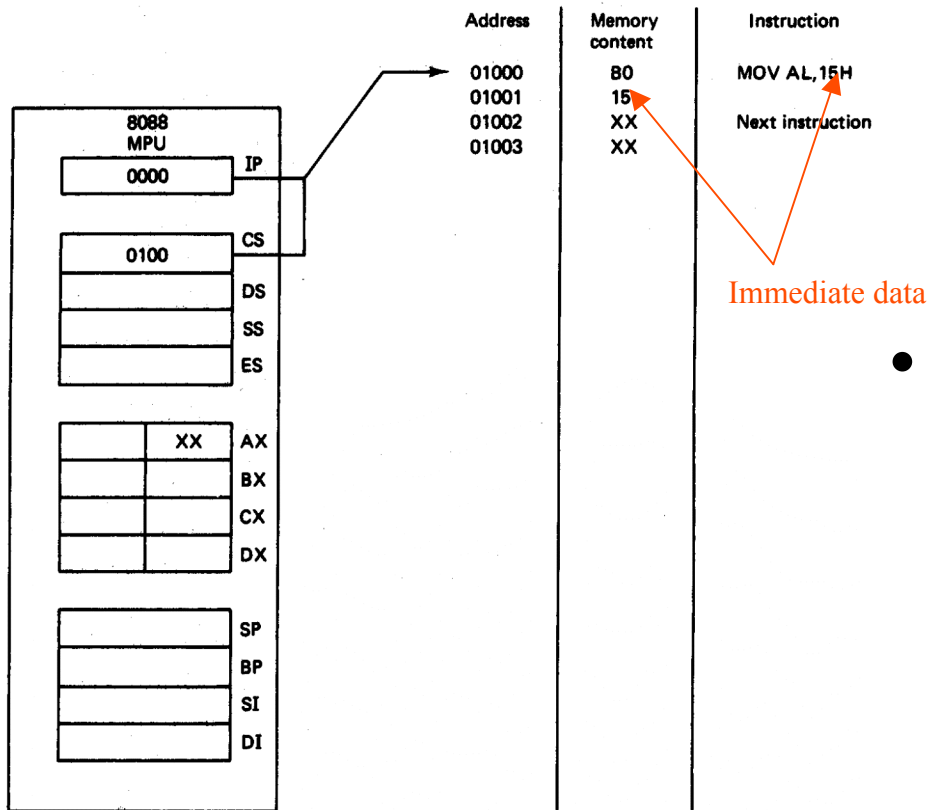 Address
Memory
content
Instruction
01000 B0 MOV AL,15H
01001 15
01002 XX Next instruction
01003 XX
8088
MPU
0000 IP
0100 CS
DS
SS
ES
Immediate data
XX AX
BX
CX
DX
SP
BP
SI
DI